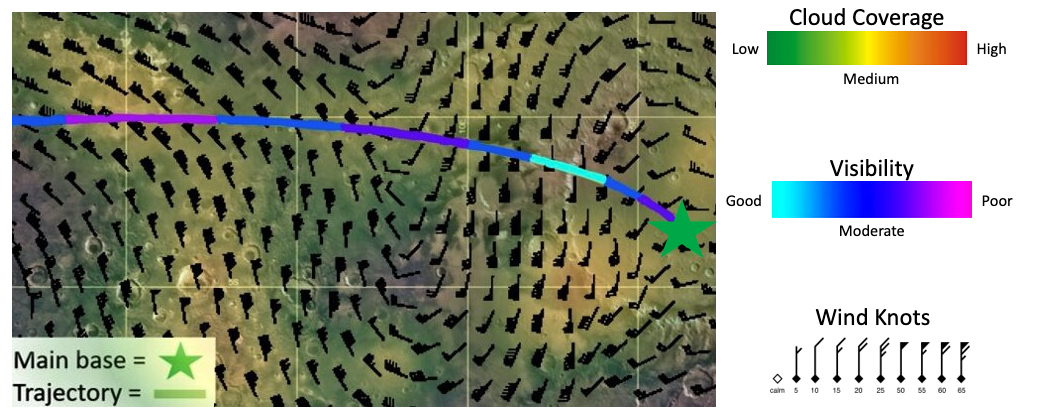 Cloud Coverage
Low High
Medium
Visibility
Good Poor
Moderate
Wind Knots
calm 5 10 15 20 25 50 55 60 65
Main base =
Trajectory =